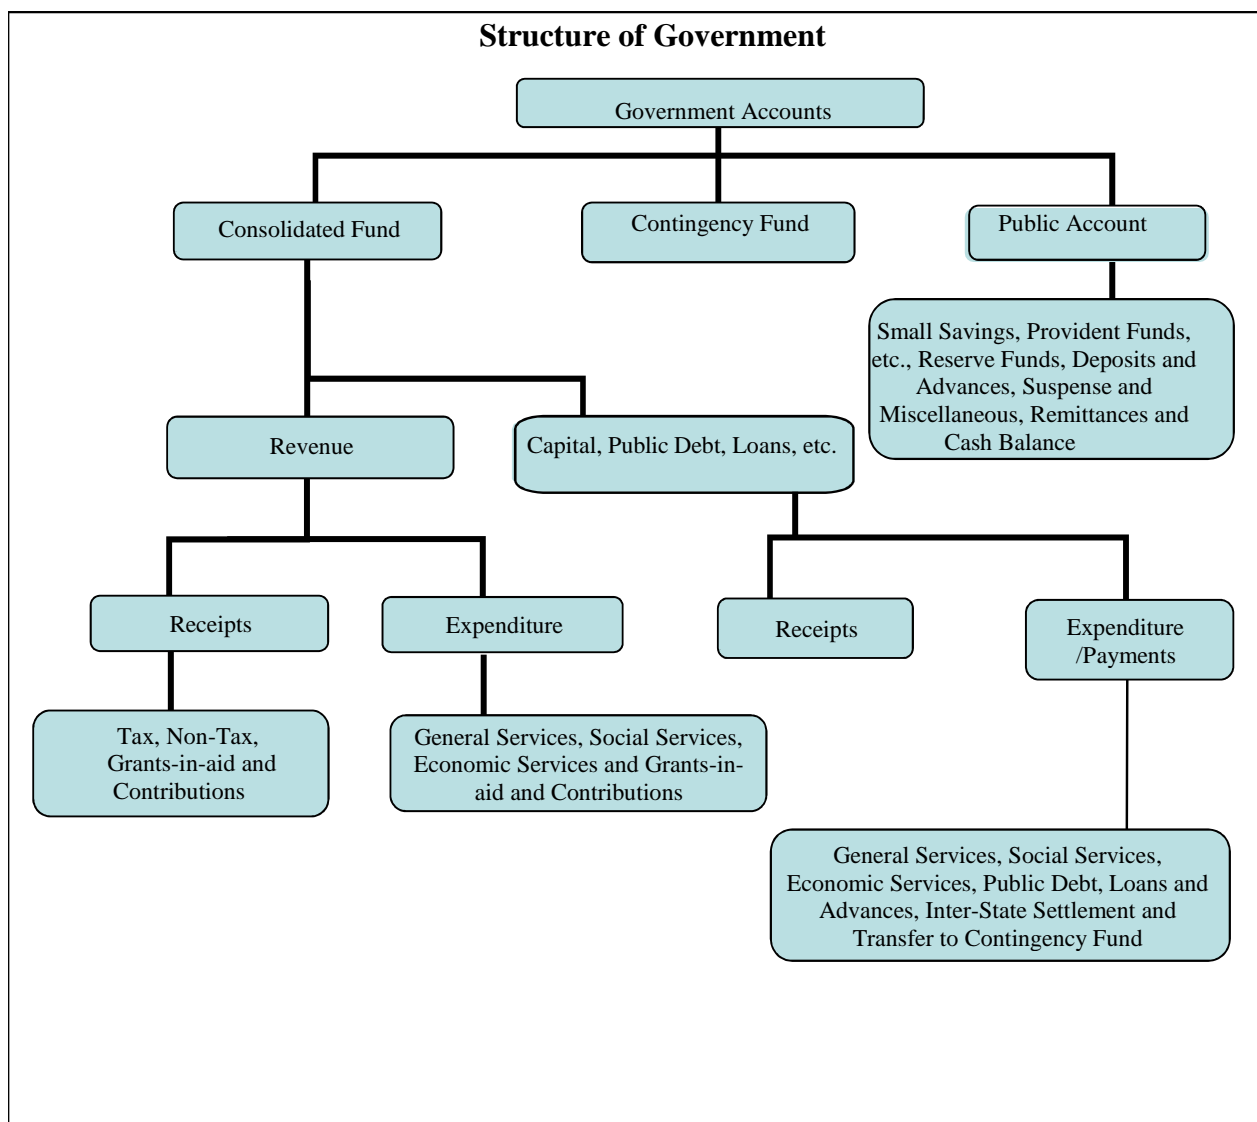 Structure of Government
Government Accounts
Consolidated Fund
Contingency Fund
Public Account
Small Savings, Provident Funds,
etc., Reserve Funds, Deposits and
Advances, Suspense and
Miscellaneous, Remittances and
Cash Balance
Revenue
Capital, Public Debt, Loans, etc.
Receipts
Expenditure
Receipts
Expenditure
/Payments
Tax, Non-Tax,
Grants-in-aid and
Contributions
General Services, Social Services,
Economic Services and Grants-in-
aid and Contributions
General Services, Social Services,
Economic Services, Public Debt, Loans and
Advances, Inter-State Settlement and
Transfer to Contingency Fund